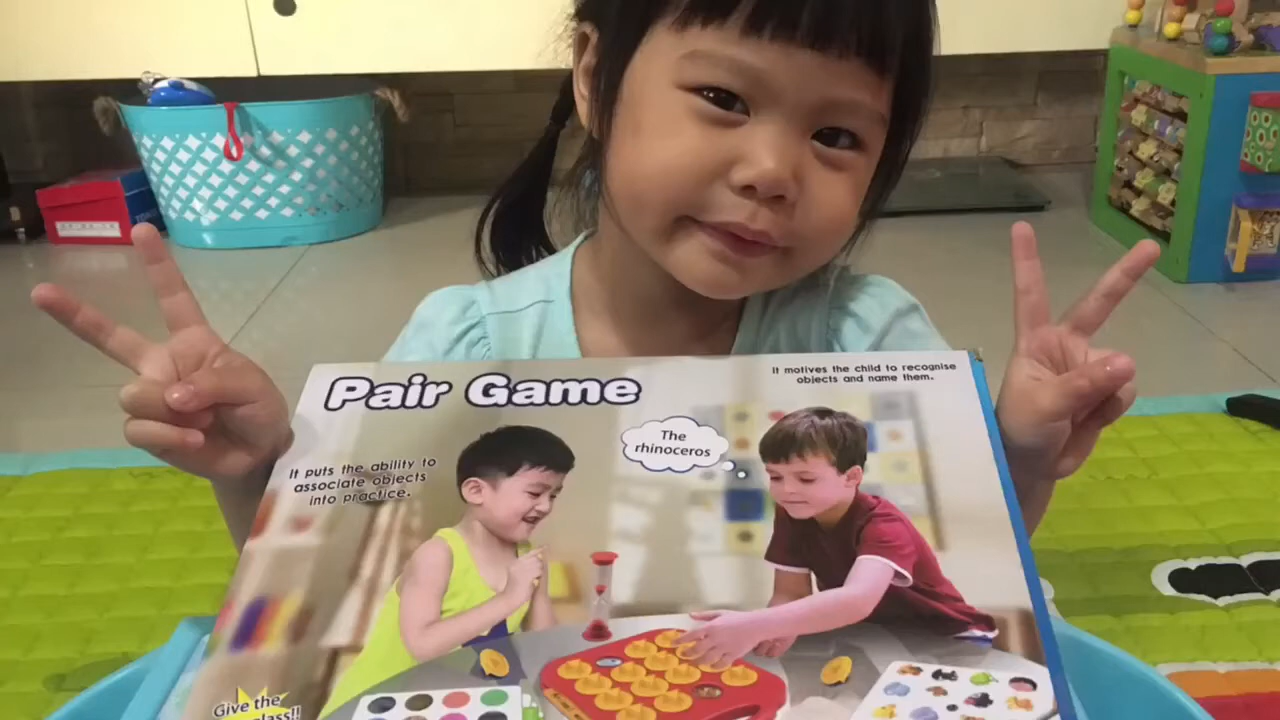 Pair Game
It motives the child to recognise
objects and name them.
The
rhinoceros
It puts the ability to
associate objects
into practice.
Give the